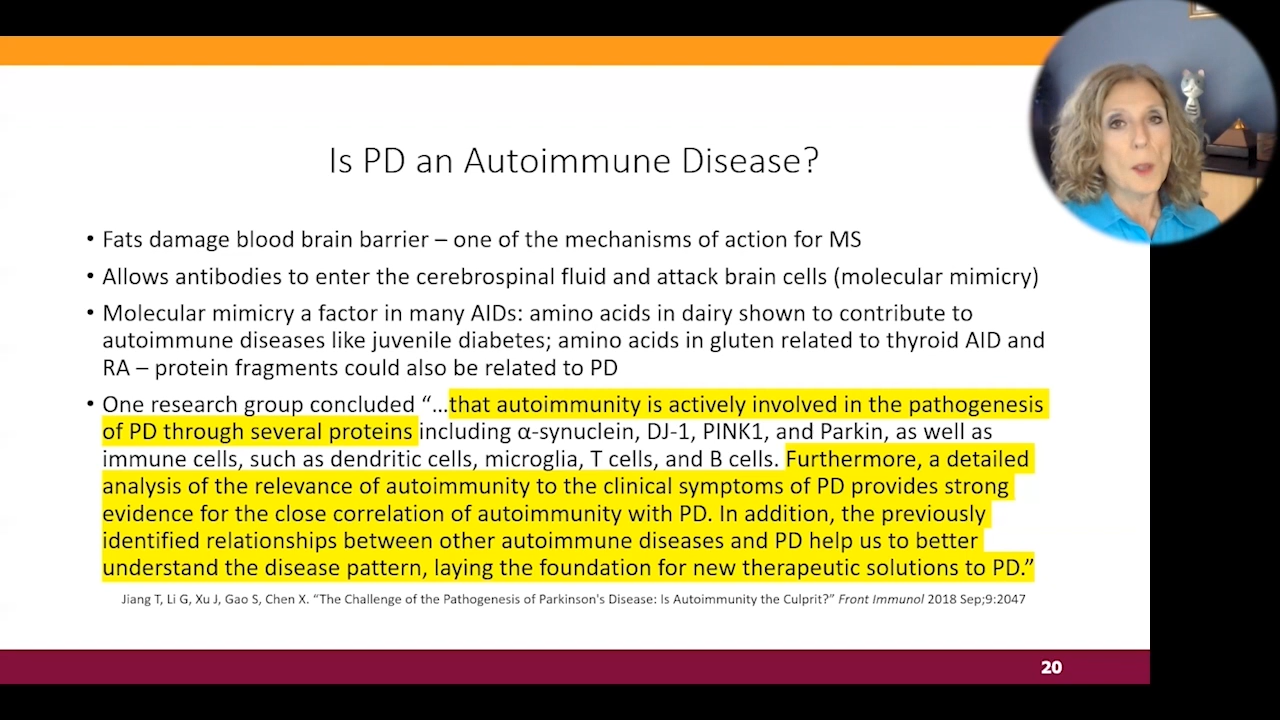 Is PD an Autoimmune Disease?
• Fats damage blood brain barrier – one of the mechanisms of action for MS
• Allows antibodies to enter the cerebrospinal fluid and attack brain cells (molecular mimicry)
• Molecular mimicry a factor in many AIDs: amino acids in dairy shown to contribute to
autoimmune diseases like juvenile diabetes; amino acids in gluten related to thyroid AID and
RA – protein fragments could also be related to PD
• One research group concluded “…that autoimmunity is actively involved in the pathogenesis
of PD through several proteins including α-synuclein, DJ-1, PINK1, and Parkin, as well as
immune cells, such as dendritic cells, microglia, T cells, and B cells. Furthermore, a detailed
analysis of the relevance of autoimmunity to the clinical symptoms of PD provides strong
evidence for the close correlation of autoimmunity with PD. In addition, the previously
identified relationships between other autoimmune diseases and PD help us to better
understand the disease pattern, laying the foundation for new therapeutic solutions to PD.”
Jiang T, Li G, Xu J, Gao S, Chen X. “The Challenge of the Pathogenesis of Parkinson's Disease: Is Autoimmunity the Culprit?” Front Immunol 2018 Sep;9:2047
20